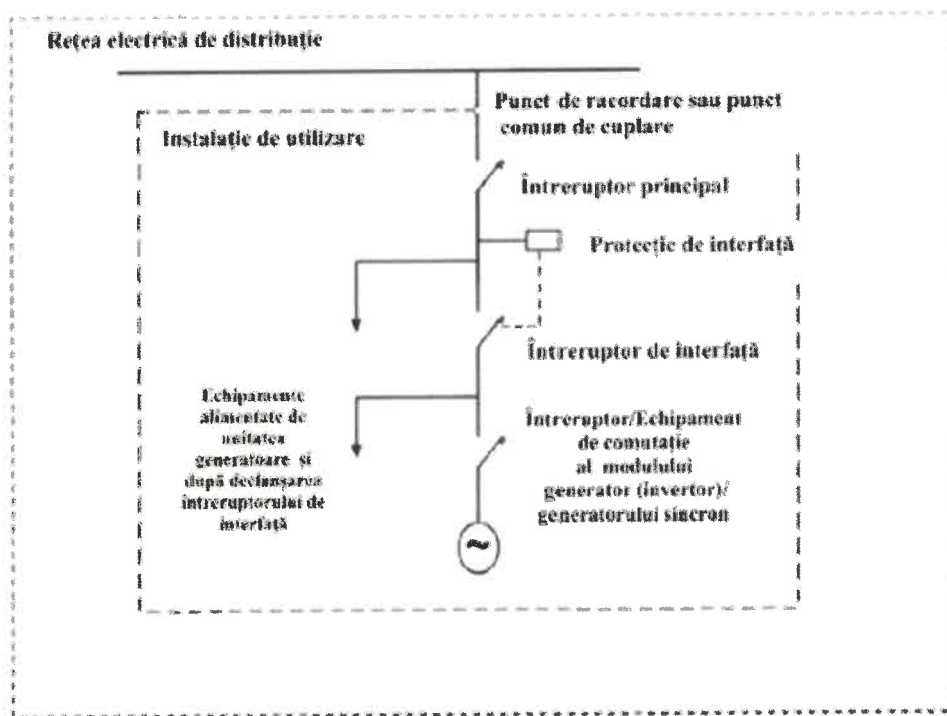 Rețea electrică de distribuție
Punct de racordare sau punct
comun de cuplare
Instalație de utilizare
Întreruptor principal
Protecție de interfață
Întreruptor de interfață
Echipamente
alimentate de
unitatea
generatoare și
după declanșarea
întreruptorului de
interfață
Întreruptor/Echipament
de comutație
al modulului
generator (invertor)/
generatorului sincron
~